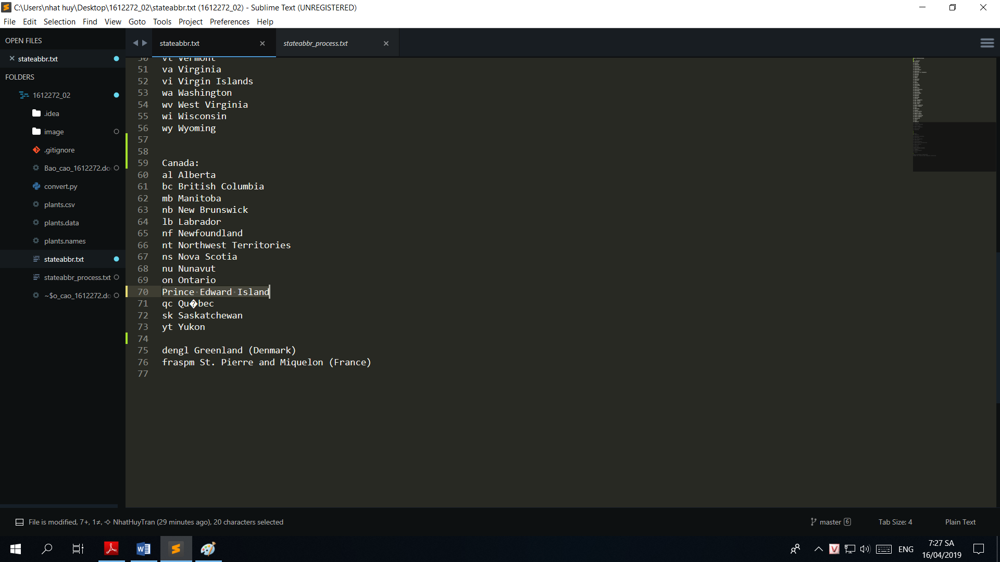 C:\Users\nhat huy\Desktop\1612272_02\stateabbr.txt (1612272_02) - Sublime Text (UNREGISTERED)
File Edit Selection Find View Goto Tools Project Preferences Help
OPEN FILES
stateabbr.txt
FOLDERS
1612272_02
.idea
image
.gitignore
Bao_cao_1612272.do
convert.py
plants.csv
plants.data
plants.names
stateabbr.txt
stateabbr_process.txt
~$o_cao_1612272.do
stateabbr.txt
stateabbr_process.txt
50 vt Vermont
51 va Virginia
52 vi Virgin Islands
53 wa Washington
54 wv West Virginia
55 wi Wisconsin
56 wy Wyoming
57
58
59 Canada:
60 al Alberta
61 bc British Columbia
62 mb Manitoba
63 nb New Brunswick
64 lb Labrador
65 nf Newfoundland
66 nt Northwest Territories
67 ns Nova Scotia
68 nu Nunavut
69 on Ontario
70 Prince Edward Island
71 qc Qu�bec
72 sk Saskatchewan
73 yt Yukon
74
75 dengl Greenland (Denmark)
76 fraspm St. Pierre and Miquelon (France)
77
File is modified, 7+, 1≠, NhatHuyTran (29 minutes ago), 20 characters selected
master 6
Tab Size: 4
Plain Text
ENG
7:27 SA
16/04/2019